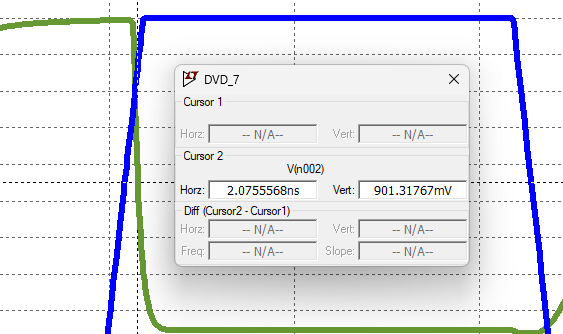 DVD_7
Cursor 1
Horz: -- N/A-- Vert: -- N/A--
Cursor 2
V(n002)
Horz: 2.0755568ns Vert: 901.31767mV
Diff (Cursor2 - Cursor1)
Horz: -- N/A-- Vert: -- N/A--
Freq: -- N/A-- Slope: -- N/A--